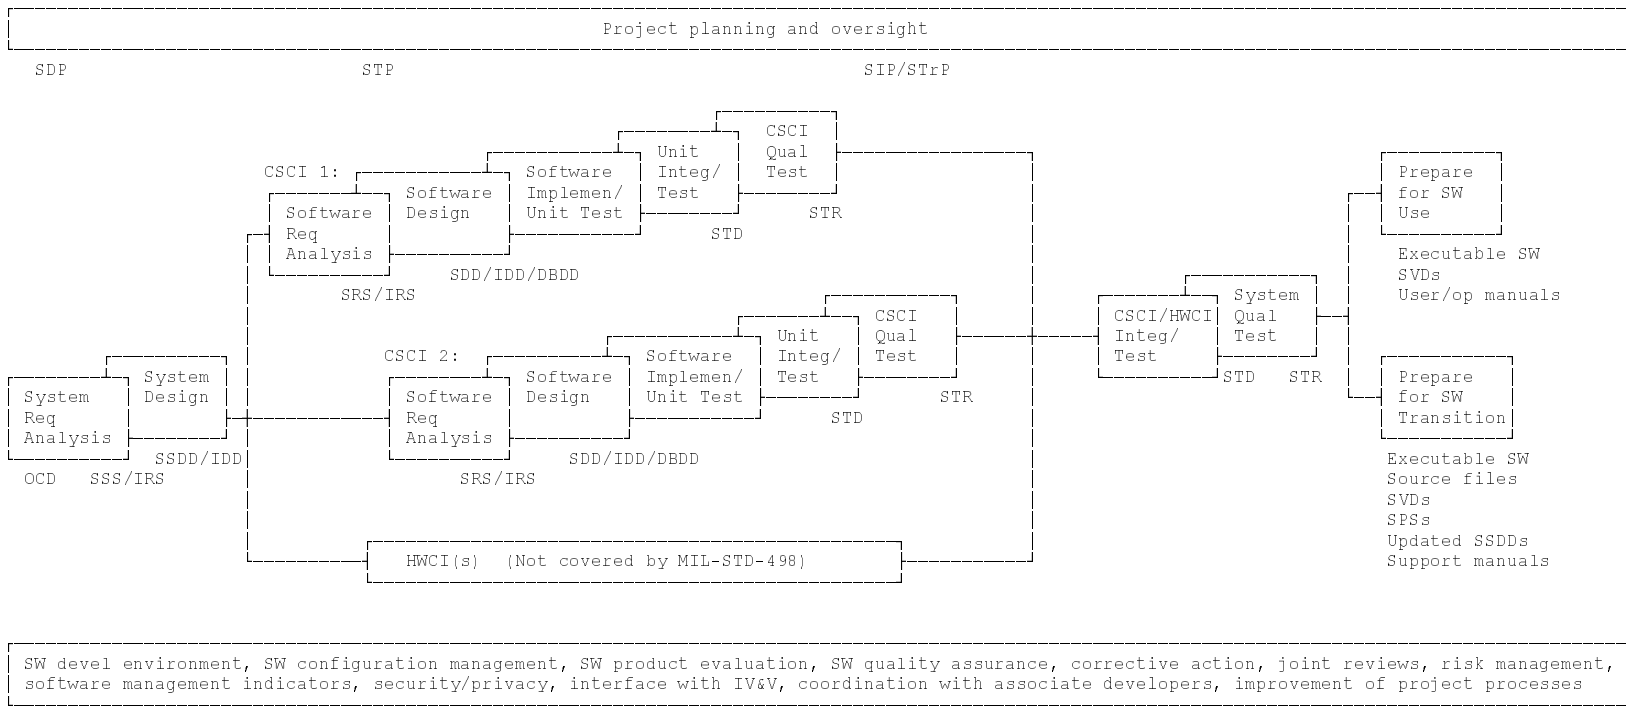 Project planning and oversight
SDP STP SIP/STrP
CSCI 1:
Software
Req
Analysis
SRS/IRS
Software
Design
SDD/IDD/DBDD
Software
Implemen/
Unit Test
Unit
Integ/
Test
STD
CSCI
Qual
Test
STR
CSCI 2:
Software
Req
Analysis
SRS/IRS
Software
Design
SDD/IDD/DBDD
Software
Implemen/
Unit Test
Unit
Integ/
Test
STD
CSCI
Qual
Test
STR
System
Req
Analysis
OCD SSS/IRS
System
Design
SSDD/IDD
HWCI(s) (Not covered by MIL-STD-498)
CSCI/HWCI
Integ/
Test
STD
System
Qual
Test
STR
Prepare
for SW
Use
Executable SW
SVDs
User/op manuals
Prepare
for SW
Transition
Executable SW
Source files
SVDs
SPSs
Updated SSDDs
Support manuals
SW devel environment, SW configuration management, SW product evaluation, SW quality assurance, corrective action, joint reviews, risk management,
software management indicators, security/privacy, interface with IV&V, coordination with associate developers, improvement of project processes